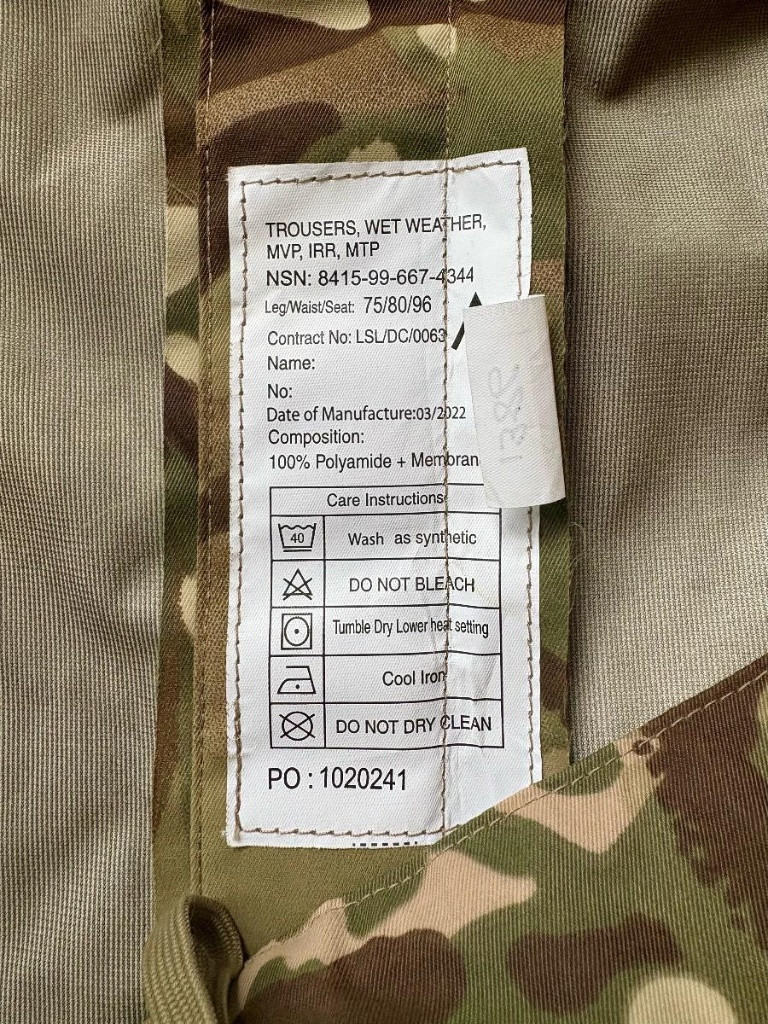 TROUSERS, WET WEATHER,
MVP, IRR, MTP
NSN: 8415-99-667-4344
Leg/Waist/Seat: 75/80/96
Contract No: LSL/DC/0063
Name:
No:
Date of Manufacture:03/2022
Composition:
100% Polyamide + Membran
Care Instructions
40
Wash as synthetic
DO NOT BLEACH
Tumble Dry Lower heat setting
Cool Iron
DO NOT DRY CLEAN
PO : 1020241